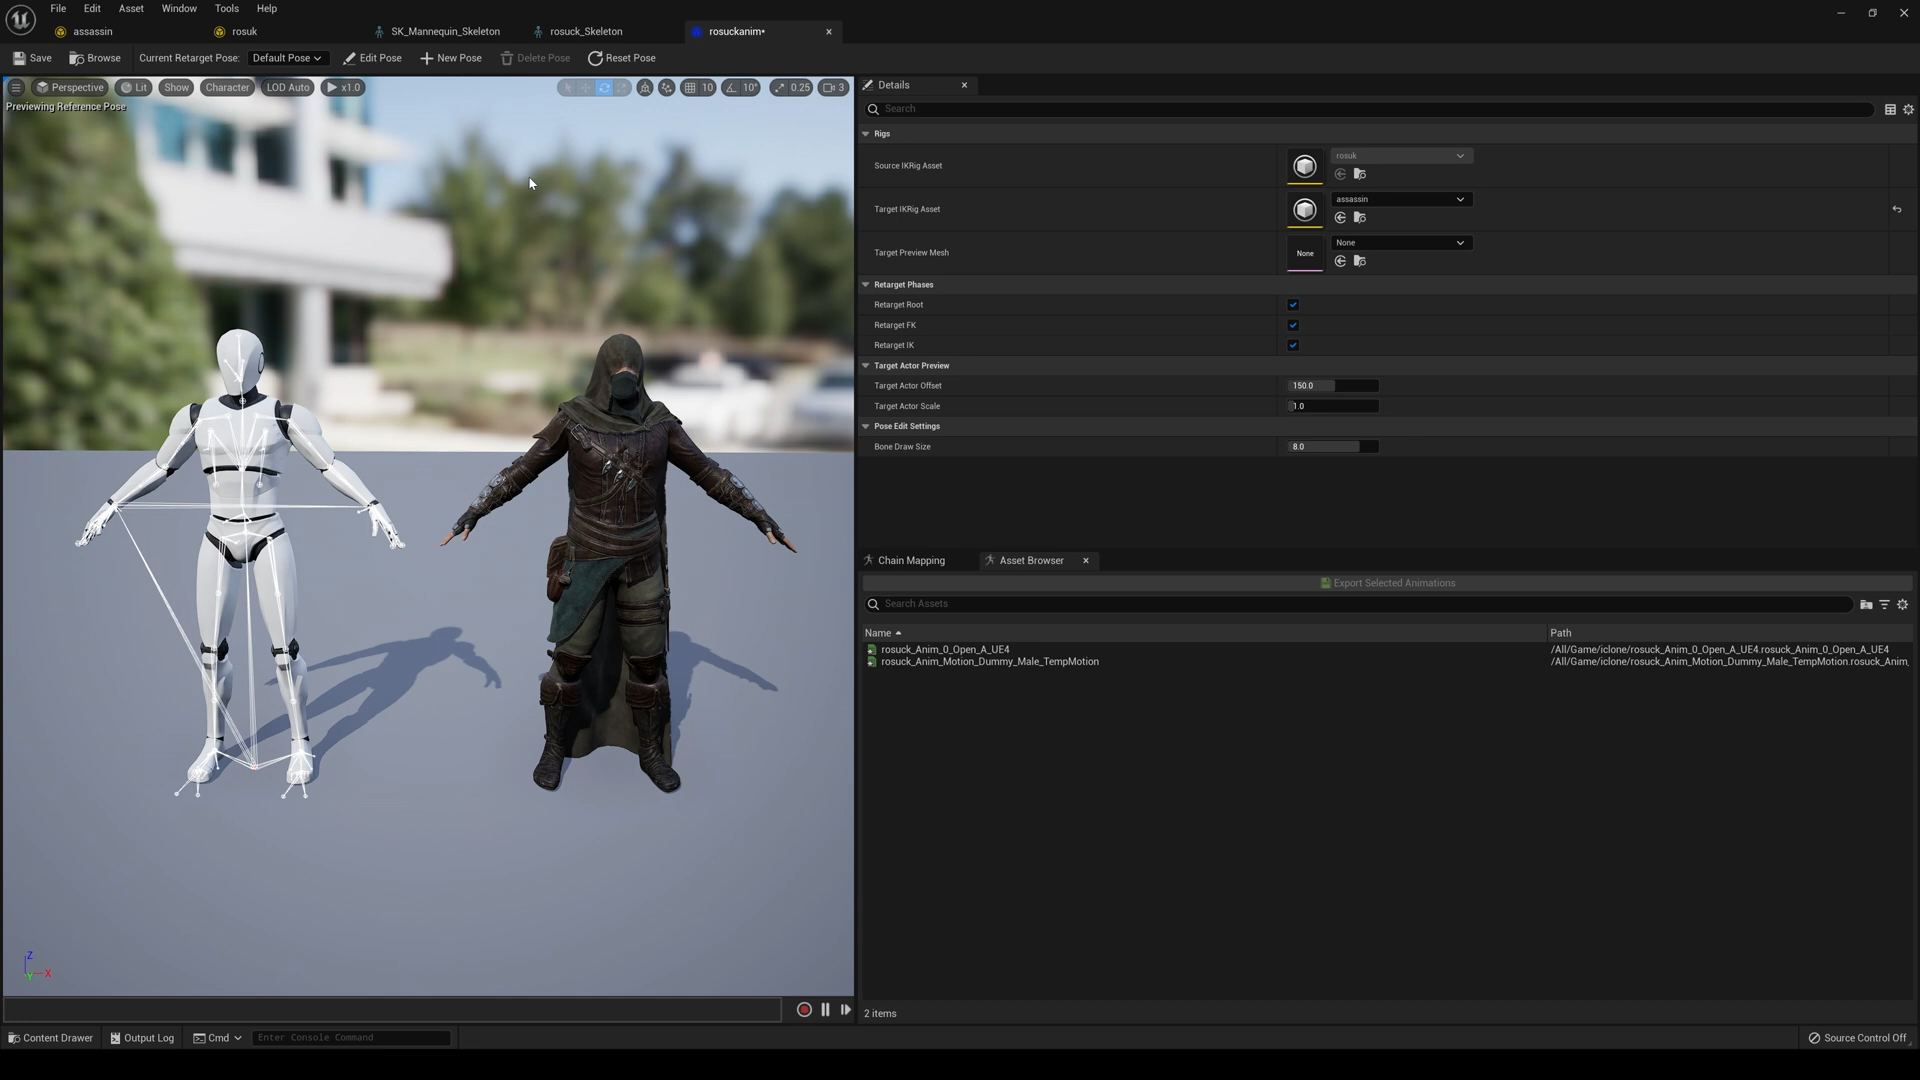 File Edit Asset Window Tools Help
assassin rosuk SK_Mannequin_Skeleton rosuck_Skeleton rosuckanim•
Save Browse Current Retarget Pose: Default Pose Edit Pose New Pose Delete Pose Reset Pose
Perspective Lit Show Character LOD Auto x1.0 10 10° 0.25 3
Previewing Reference Pose
Details
Search
Rigs
Source IKRig Asset rosuk
Target IKRig Asset assassin
Target Preview Mesh None None
Retarget Phases
Retarget Root
Retarget FK
Retarget IK
Target Actor Preview
Target Actor Offset 150.0
Target Actor Scale 1.0
Pose Edit Settings
Bone Draw Size 8.0
Chain Mapping Asset Browser
Export Selected Animations
Search Assets
Name Path
rosuck_Anim_0_Open_A_UE4 /All/Game/iclone/rosuck_Anim_0_Open_A_UE4.rosuck_Anim_0_Open_A_UE4
rosuck_Anim_Motion_Dummy_Male_TempMotion /All/Game/iclone/rosuck_Anim_Motion_Dummy_Male_TempMotion.rosuck_Anim_
Z
Y X
2 items
Content Drawer Output Log Cmd Enter Console Command Source Control Off